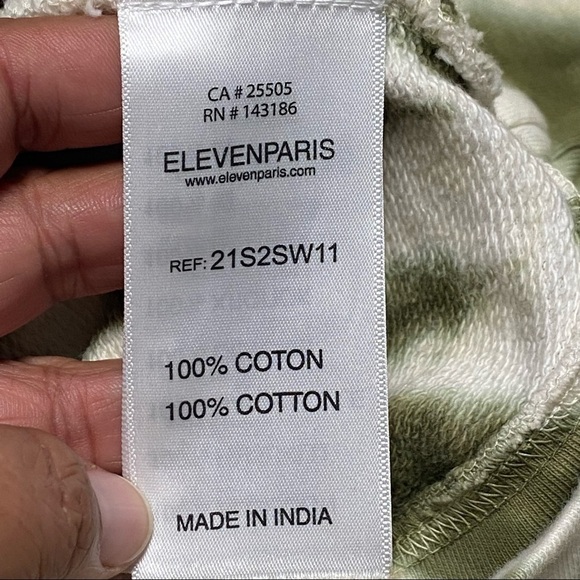 CA # 25505
RN # 143186
ELEVENPARIS
www.elevenparis.com
REF: 21S2SW11
100% COTON
100% COTTON
MADE IN INDIA